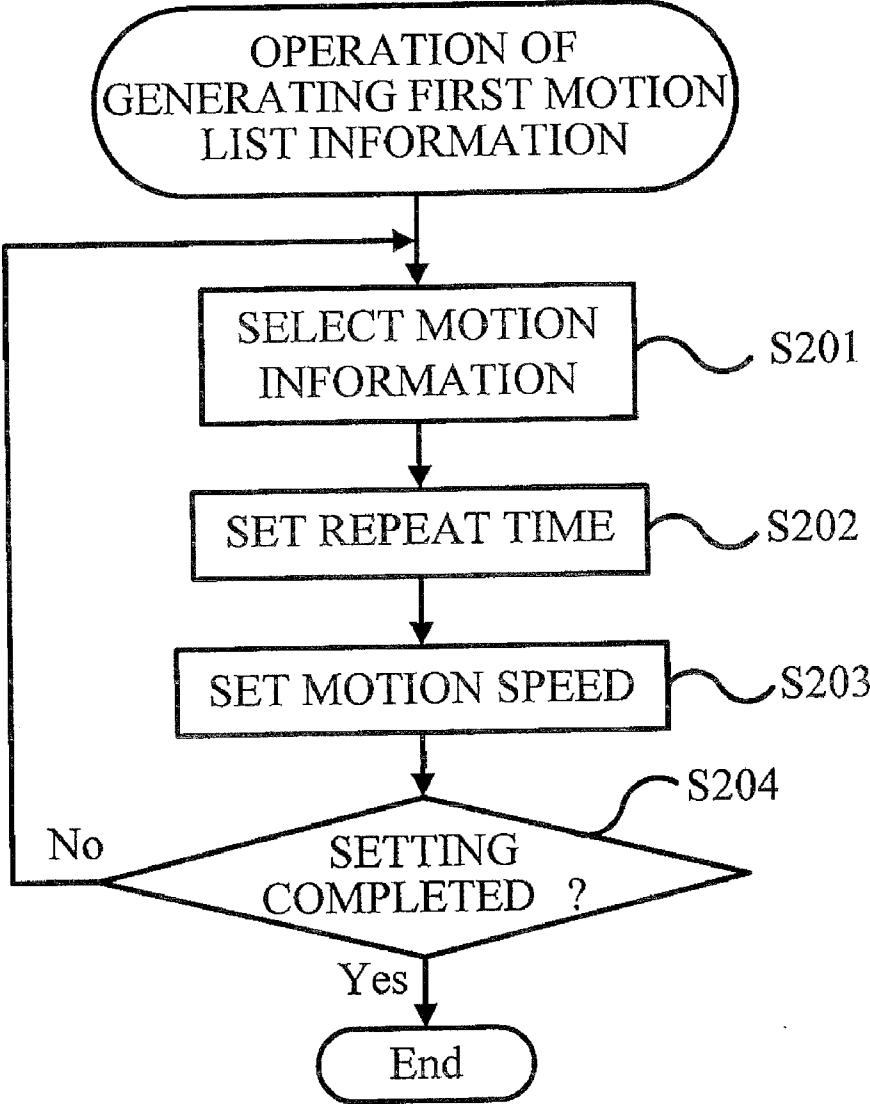 OPERATION OF
GENERATING FIRST MOTION
LIST INFORMATION
SELECT MOTION
INFORMATION
S201
SET REPEAT TIME
S202
SET MOTION SPEED
S203
S204
No
SETTING
COMPLETED ?
Yes
End